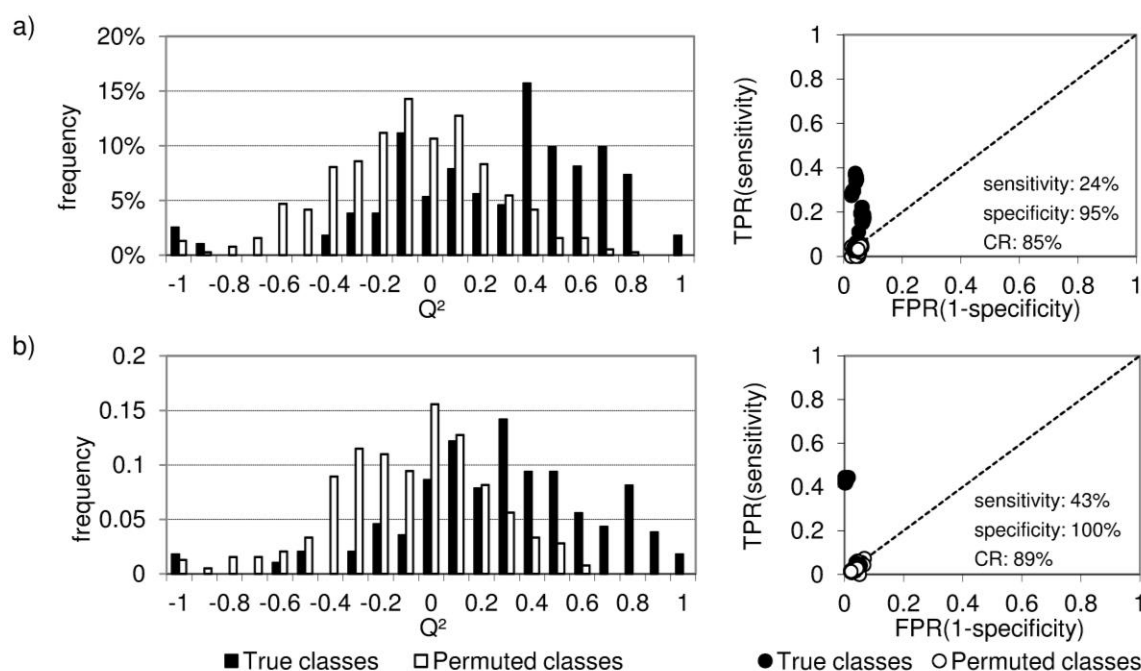 a)
20%
15%
10%
5%
0%
frequency
-1 -0.8 -0.6 -0.4 -0.2 0 0.2 0.4 0.6 0.8 1
Q²
1
0.8
0.6
0.4
0.2
0
TPR(sensitivity)
sensitivity: 24%
specificity: 95%
CR: 85%
0 0.2 0.4 0.6 0.8 1
FPR(1-specificity)
b)
0.2
0.15
0.1
0.05
0
frequency
-1 -0.8 -0.6 -0.4 -0.2 0 0.2 0.4 0.6 0.8 1
Q²
1
0.8
0.6
0.4
0.2
0
TPR(sensitivity)
sensitivity: 43%
specificity: 100%
CR: 89%
0 0.2 0.4 0.6 0.8 1
FPR(1-specificity)
True classes Permuted classes
True classes Permuted classes